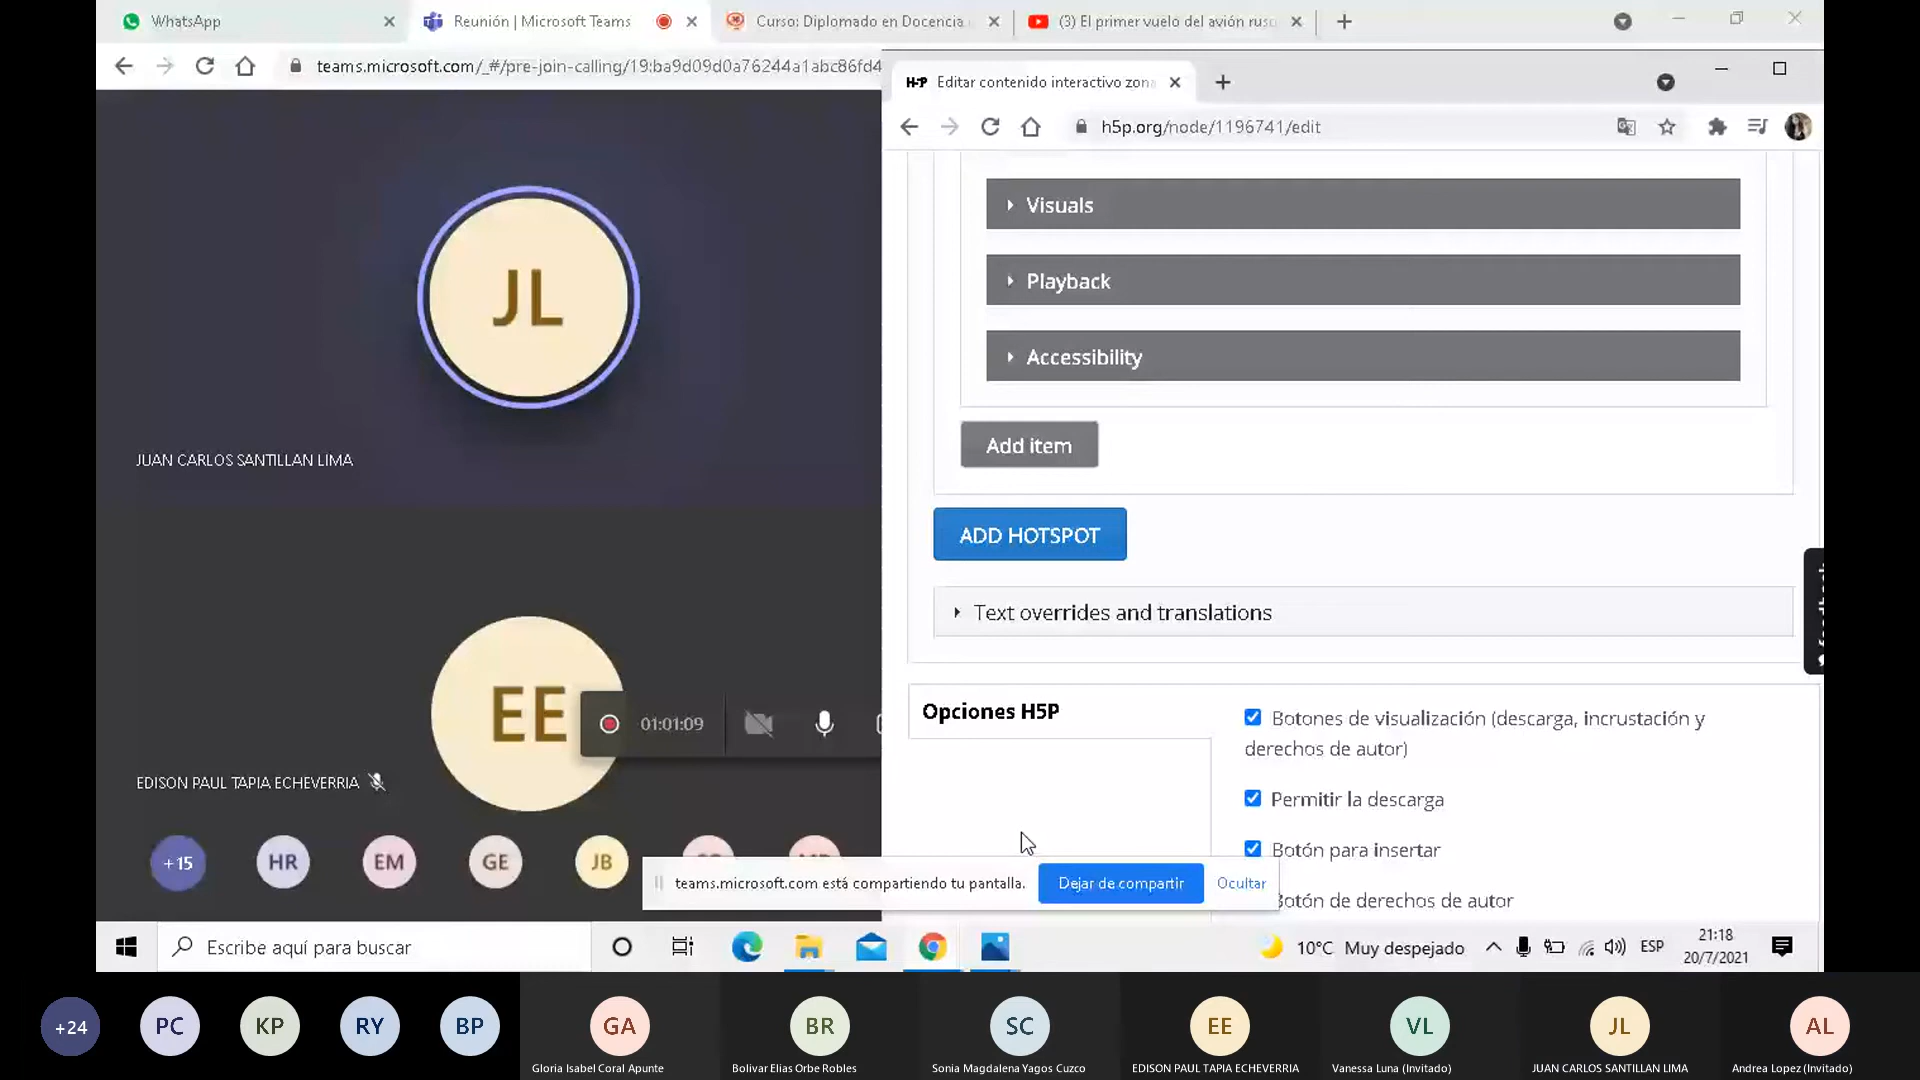 WhatsApp
Reunión | Microsoft Teams
Curso: Diplomado en Docencia
(3) El primer vuelo del avión rus
teams.microsoft.com/_#/pre-join-calling/19:ba9d09d0a76244a1abc86fd4
H5P Editar contenido interactivo zon
h5p.org/node/1196741/edit
Visuals
Playback
Accessibility
Add item
ADD HOTSPOT
Text overrides and translations
Opciones H5P
Botones de visualización (descarga, incrustación y
derechos de autor)
Permitir la descarga
Botón para insertar
Botón de derechos de autor
JL
JUAN CARLOS SANTILLAN LIMA
EE
01:01:09
EDISON PAUL TAPIA ECHEVERRIA
+15
HR
EM
GE
JB
teams.microsoft.com está compartiendo tu pantalla.
Dejar de compartir
Ocultar
Escribe aquí para buscar
10°C Muy despejado
ESP
21:18
20/7/2021
+24
PC
KP
RY
BP
GA
BR
SC
EE
VL
JL
AL
Gloria Isabel Coral Apunte
Bolivar Elias Orbe Robles
Sonia Magdalena Yagos Cuzco
EDISON PAUL TAPIA ECHEVERRIA
Vanessa Luna (Invitado)
JUAN CARLOS SANTILLAN LIMA
Andrea Lopez (Invitado)